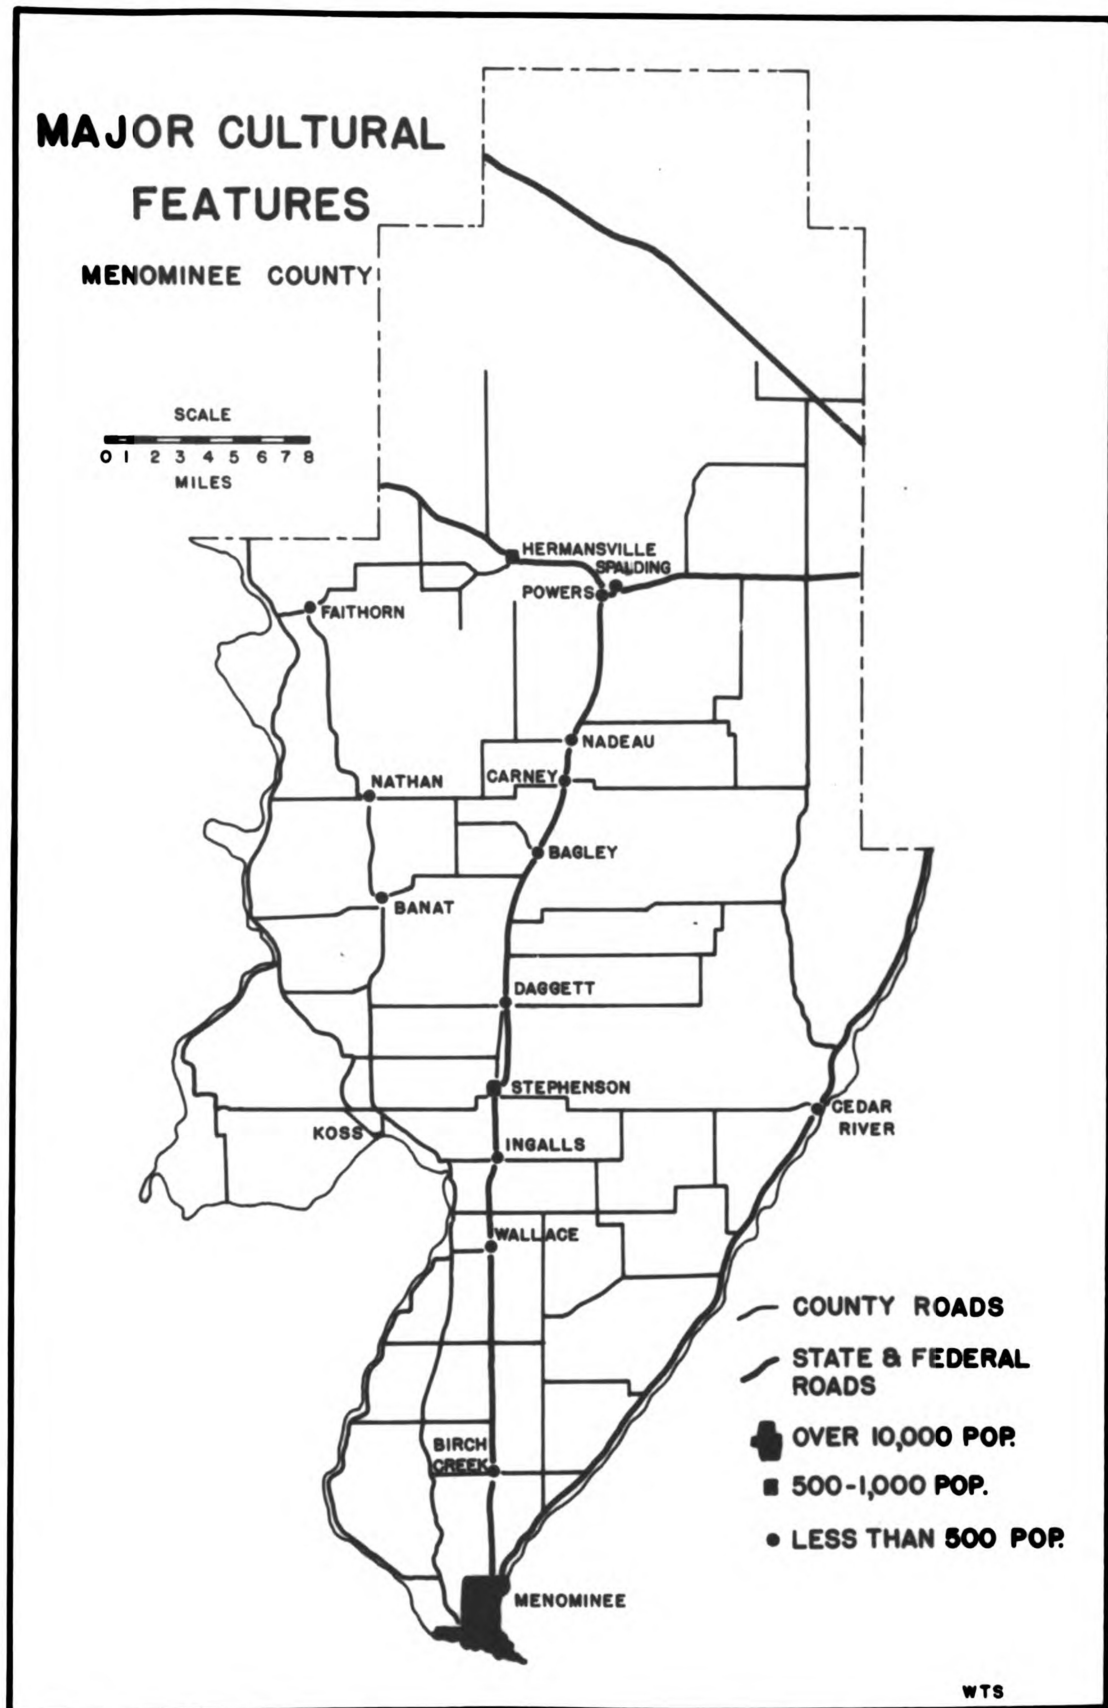 MAJOR CULTURAL
FEATURES
MENOMINEE COUNTY
SCALE
0 1 2 3 4 5 6 7 8
MILES
HERMANSVILLE
SPALDING
POWERS
FAITHORN
NADEAU
CARNEY
NATHAN
BAGLEY
BANAT
DAGGETT
STEPHENSON
CEDAR
RIVER
KOSS
INGALLS
WALLACE
COUNTY ROADS
STATE & FEDERAL
ROADS
OVER 10,000 POP.
BIRCH
CREEK
500-1,000 POP.
LESS THAN 500 POP.
MENOMINEE
WTS